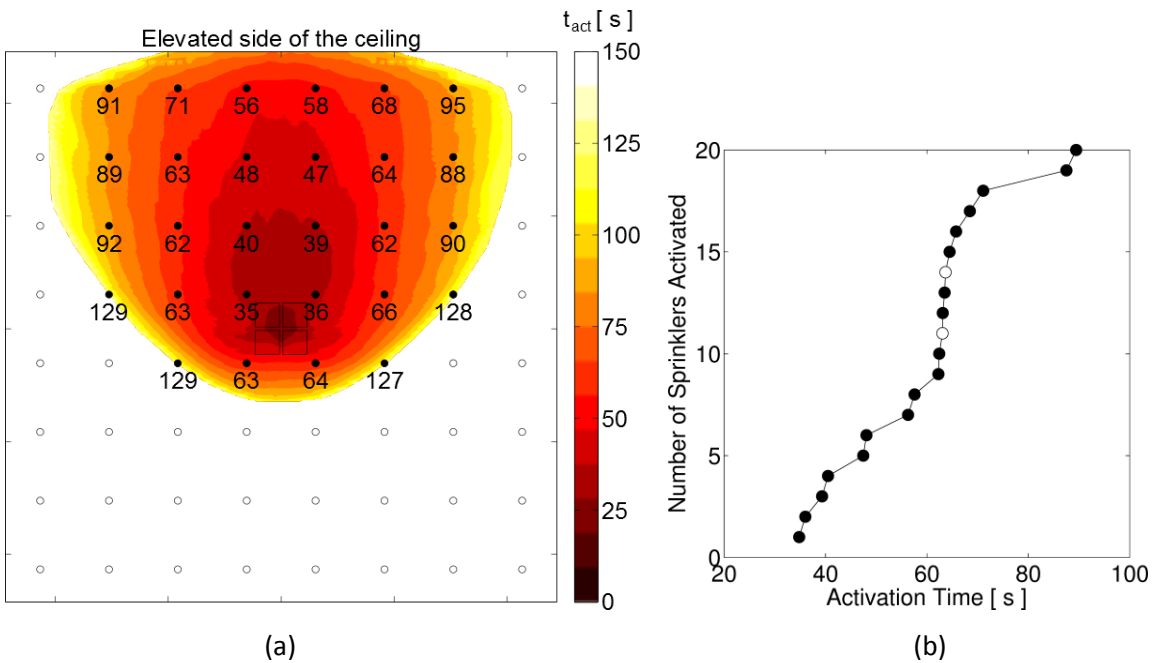 t_act [ s ]
Elevated side of the ceiling
150
125
100
75
50
25
0
91 71 56 58 68 95
89 63 48 47 64 88
92 62 40 39 62 90
129 63 35 36 66 128
129 63 64 127
(a)
Number of Sprinklers Activated
20
15
10
5
0
20 40 60 80 100
Activation Time [ s ]
(b)